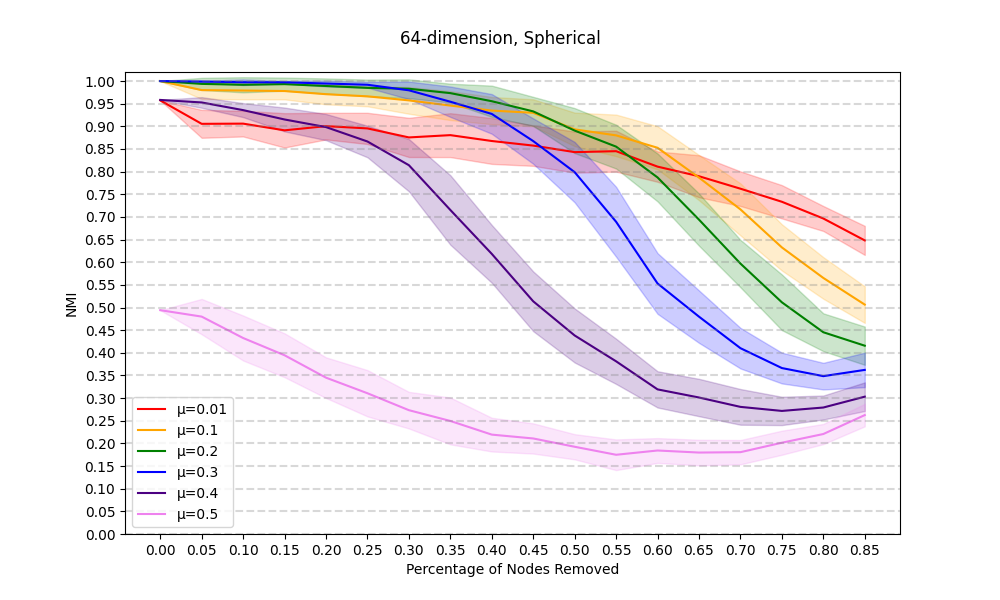 64-dimension, Spherical
1.00
0.95
0.90
0.85
0.80
0.75
0.70
0.65
0.60
0.55
0.50
0.45
0.40
0.35
0.30
0.25
0.20
0.15
0.10
0.05
0.00
NMI
μ=0.01
μ=0.1
μ=0.2
μ=0.3
μ=0.4
μ=0.5
0.00 0.05 0.10 0.15 0.20 0.25 0.30 0.35 0.40 0.45 0.50 0.55 0.60 0.65 0.70 0.75 0.80 0.85
Percentage of Nodes Removed